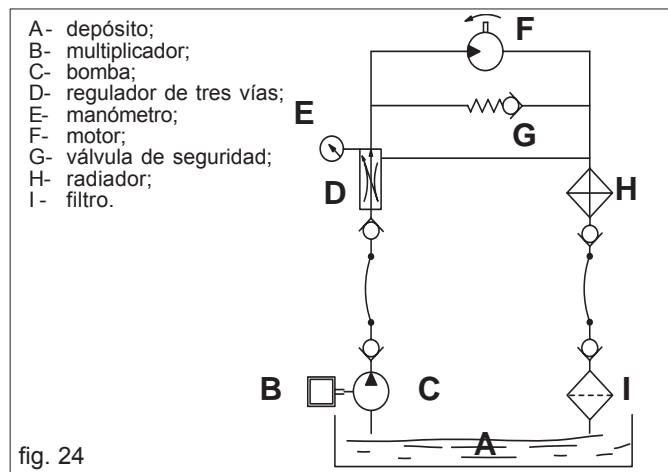 A- depósito;
B- multiplicador;
C- bomba;
D- regulador de tres vías;
E- manómetro;
F- motor;
G- válvula de seguridad;
H- radiador;
I - filtro.
F
E
G
D
H
B
C
I
A
fig. 24